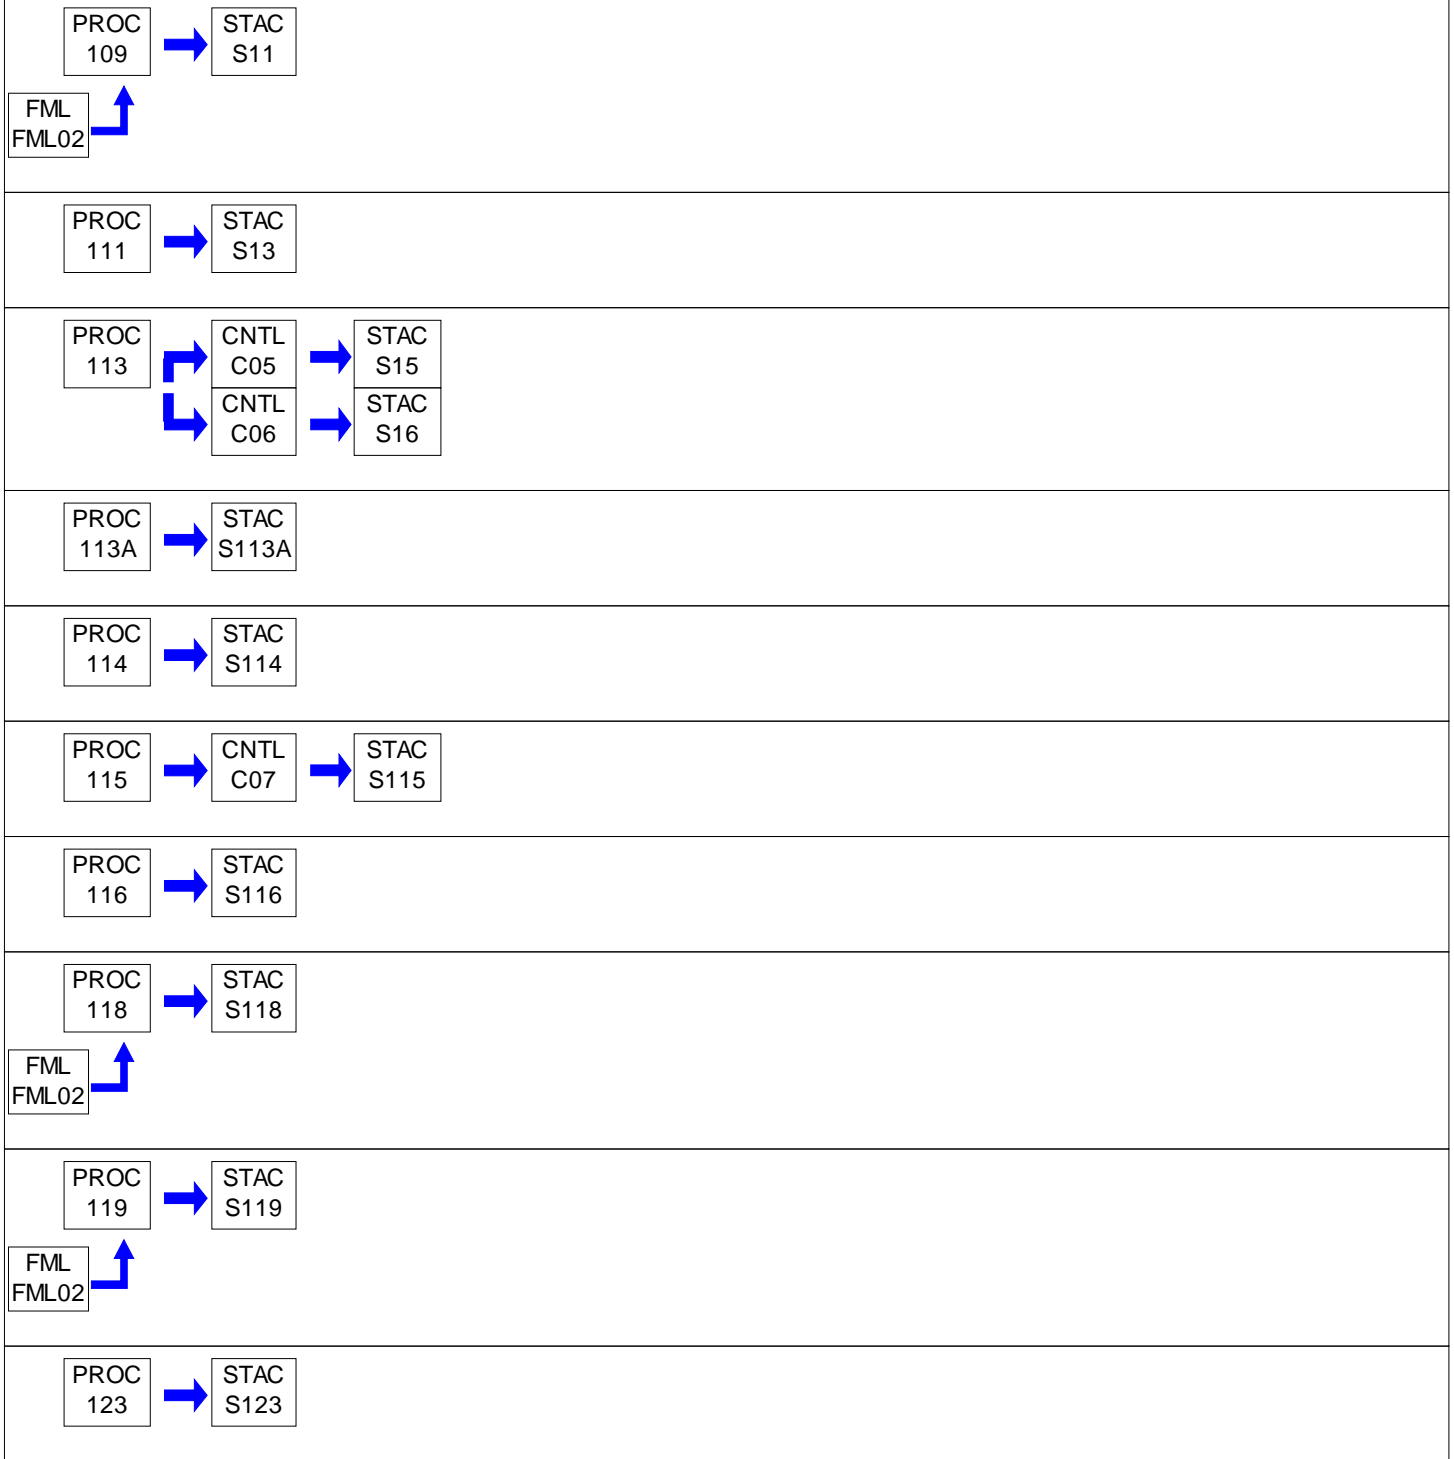 PROC
109
STAC
S11
FML
FML02
PROC
111
STAC
S13
PROC
113
CNTL
C05
STAC
S15
CNTL
C06
STAC
S16
PROC
113A
STAC
S113A
PROC
114
STAC
S114
PROC
115
CNTL
C07
STAC
S115
PROC
116
STAC
S116
PROC
118
STAC
S118
FML
FML02
PROC
119
STAC
S119
FML
FML02
PROC
123
STAC
S123